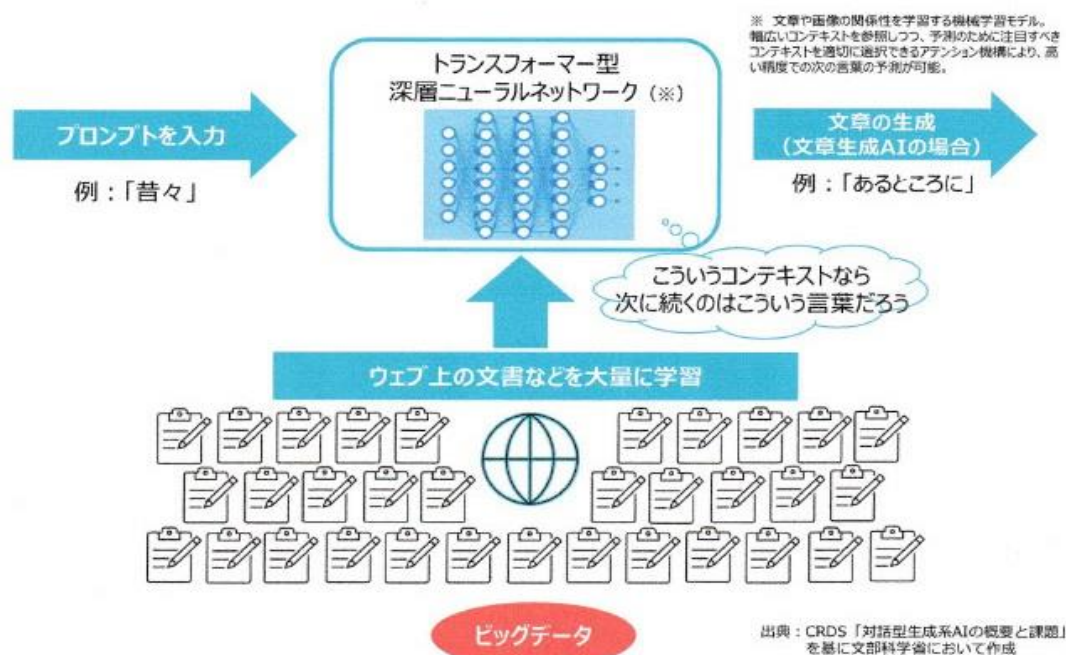 ※ 文章や画像の関係性を学習する機械学習モデル。
幅広いコンテキストを参照しつつ、予測のために注目すべき
コンテキストを適切に選択できるアテンション機構により、高
い精度での次の言葉の予測が可能。
トランスフォーマー型
深層ニューラルネットワーク（※）
プロンプトを入力
例：「昔々」
文章の生成
（文章生成AIの場合）
例：「あるところに」
こういうコンテキストなら
次に続くのはこういう言葉だろう
ウェブ上の文書などを大量に学習
ビッグデータ
出典：CRDS「対話型生成系AIの概要と課題」
を基に文部科学省において作成